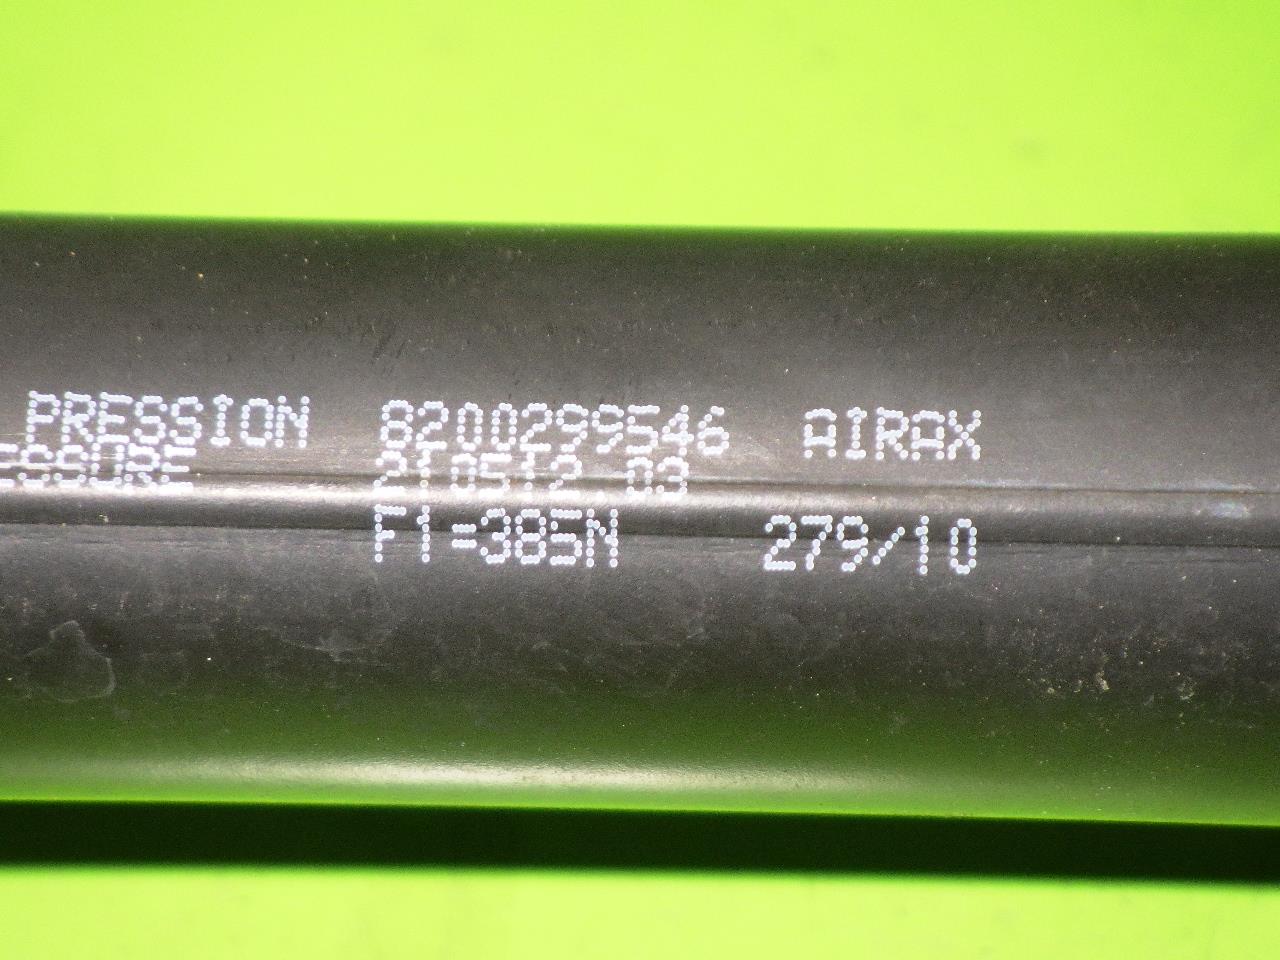 PRESSION 8200299546 AIRAX
F1=385N 279/10